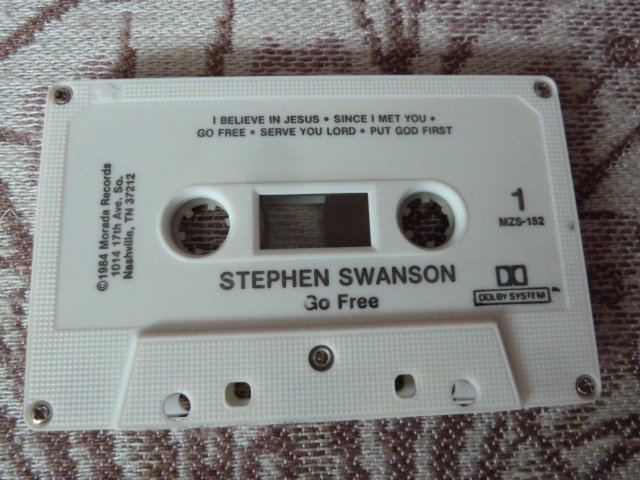 I BELIEVE IN JESUS • SINCE I MET YOU •
GO FREE • SERVE YOU LORD • PUT GOD FIRST
©1984 Morada Records
1014 17th Ave. So.
Nashville, TN 37212
1
MZS-152
STEPHEN SWANSON
Go Free
DOLBY SYSTEM